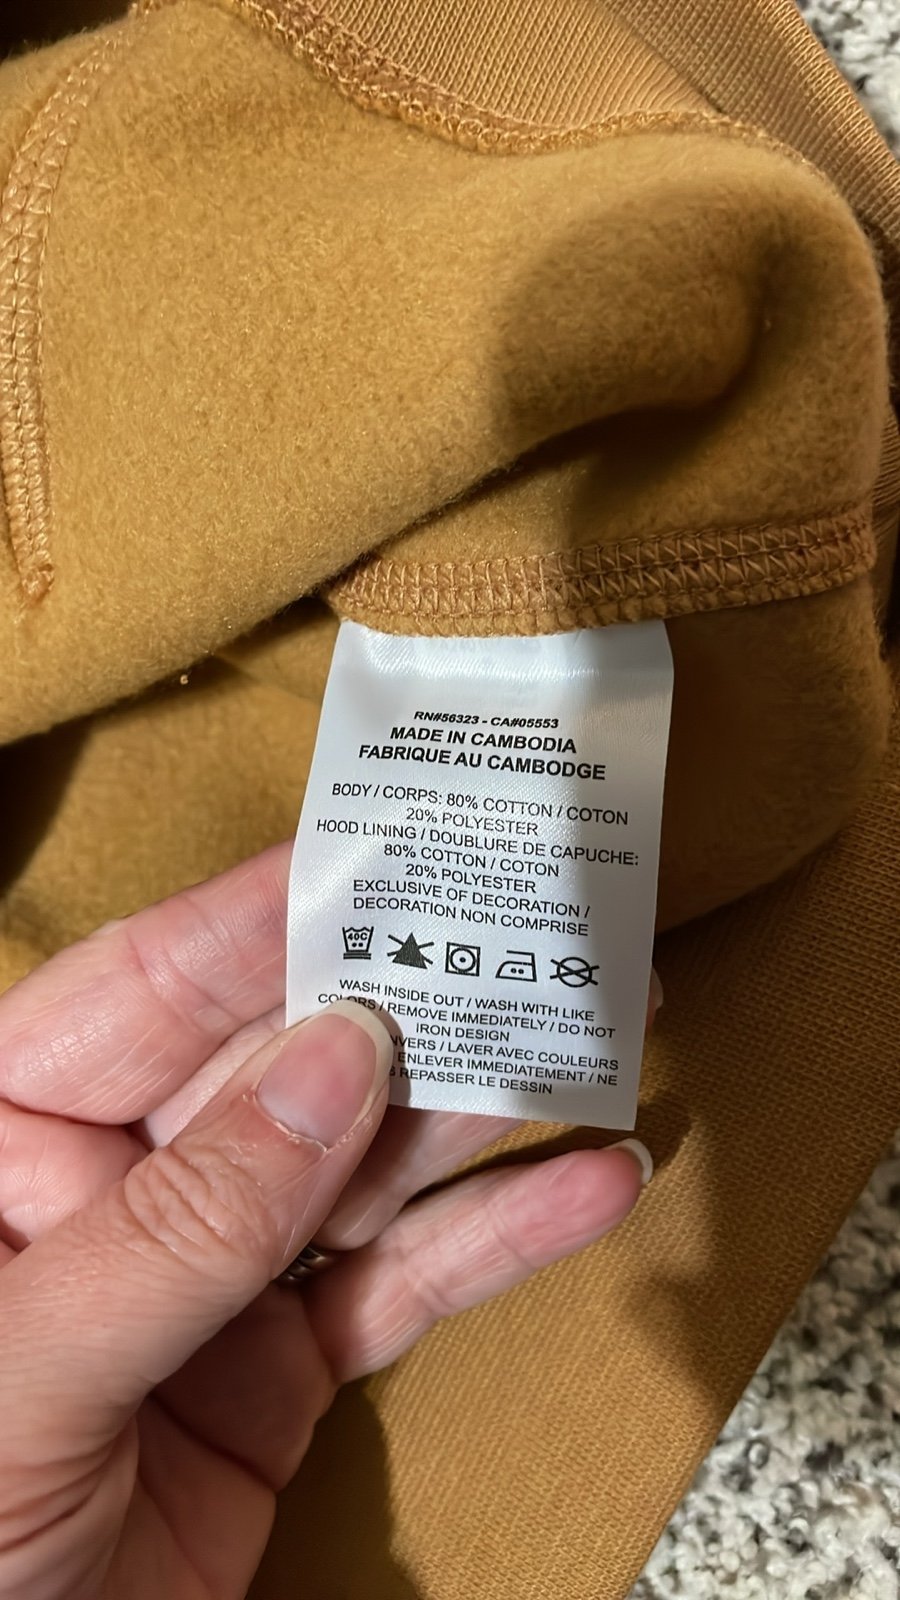 RN#56323 - CA#05553
MADE IN CAMBODIA
FABRIQUE AU CAMBODGE
BODY / CORPS: 80% COTTON / COTON
20% POLYESTER
HOOD LINING / DOUBLURE DE CAPUCHE:
80% COTTON / COTON
20% POLYESTER
EXCLUSIVE OF DECORATION /
DECORATION NON COMPRISE
40C
WASH INSIDE OUT / WASH WITH LIKE
COLORS / REMOVE IMMEDIATELY / DO NOT
IRON DESIGN
/ LAVER AVEC COULEURS
ENLEVER IMMEDIATEMENT / NE
REPASSER LE DESSIN